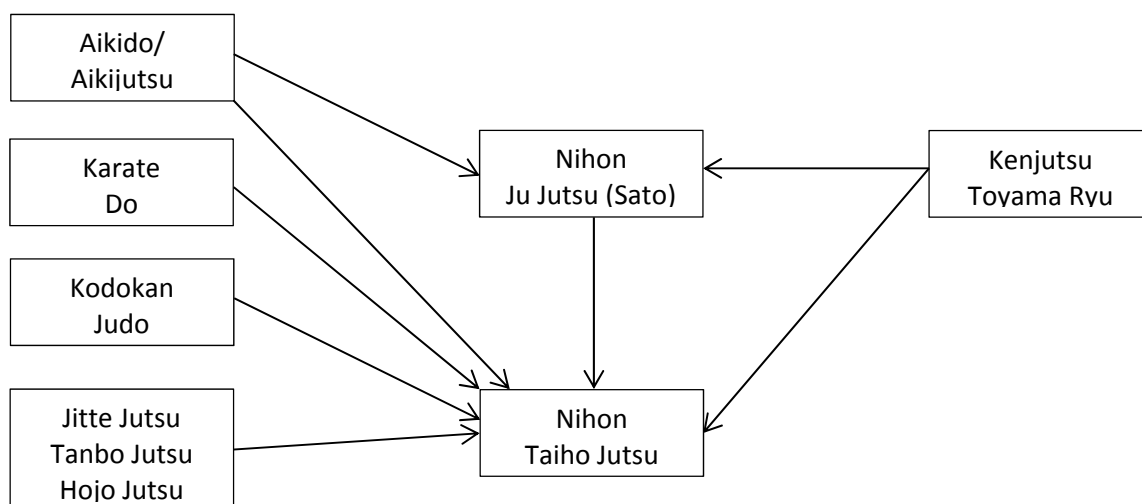 Aikido/
Aikijutsu
Karate
Do
Nihon
Ju Jutsu (Sato)
Kenjutsu
Toyama Ryu
Kodokan
Judo
Jitte Jutsu
Tanbo Jutsu
Hojo Jutsu
Nihon
Taiho Jutsu